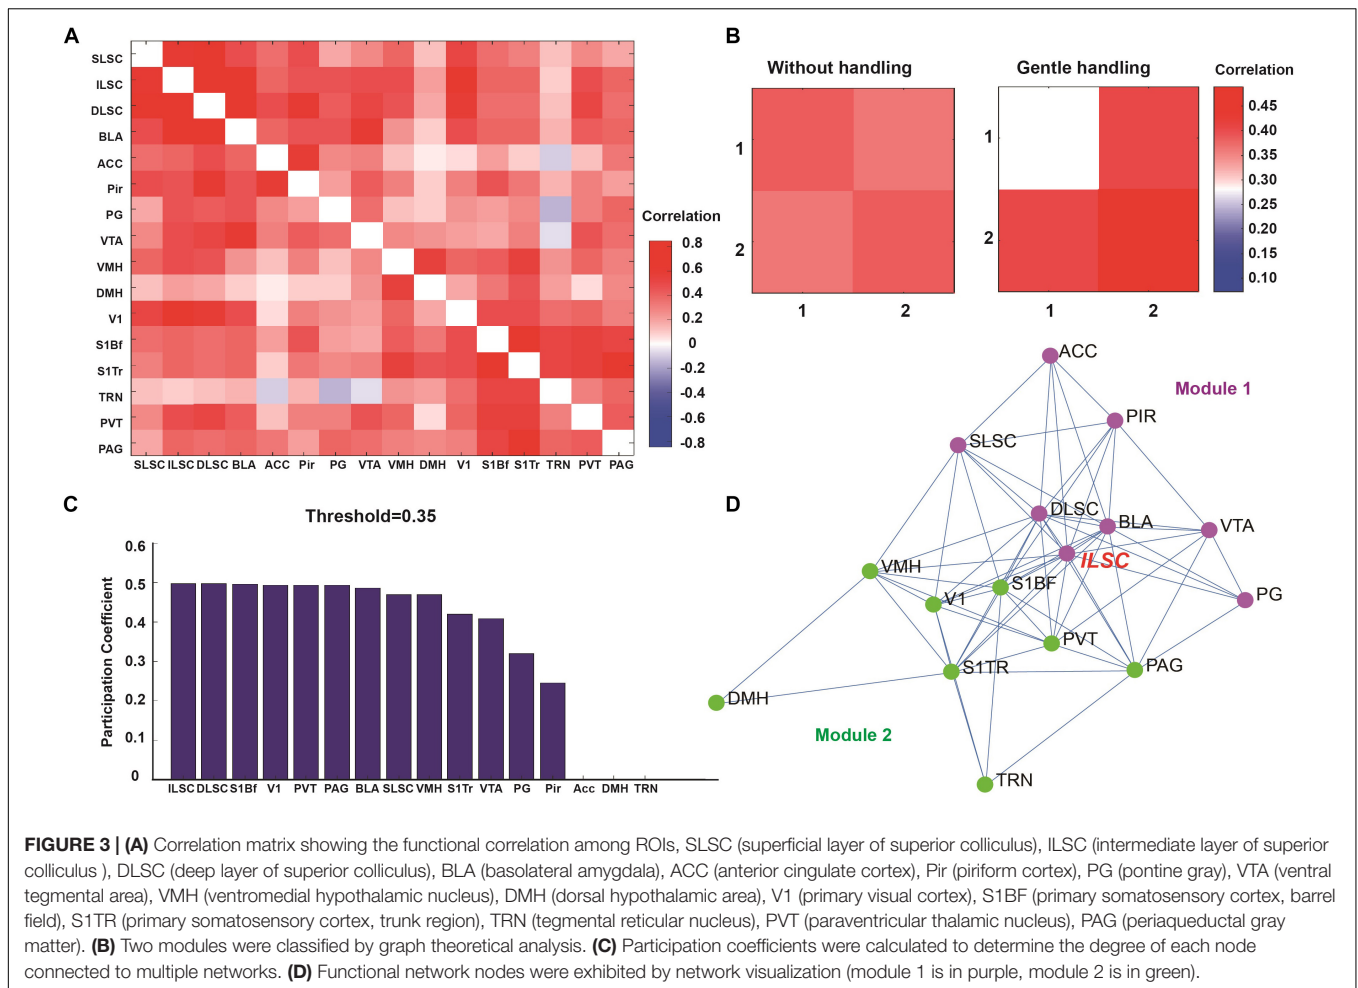 A
SLSC
ILSC
DLSC
BLA
ACC
Pir
PG
VTA
VMH
DMH
V1
S1Bf
S1Tr
TRN
PVT
PAG
SLSC ILSC DLSC BLA ACC Pir PG VTA VMH DMH V1 S1Bf S1Tr TRN PVT PAG
Correlation
0.8
0.6
0.4
0.2
0
-0.2
-0.4
-0.6
-0.8
B
Without handling
1
2
1 2
Gentle handling
1
2
1 2
Correlation
0.45
0.40
0.35
0.30
0.25
0.20
0.15
0.10
C
Threshold=0.35
Participation Coefficient
0.6
0.5
0.4
0.3
0.2
0.1
0
ILSC DLSC S1Bf V1 PVT PAG BLA SLSC VMH S1Tr VTA PG Pir Acc DMH TRN
D
ACC
Module 1
PIR
SLSC
DLSC
BLA
VTA
ILSC
VMH
S1BF
PG
V1
PVT
PAG
S1TR
DMH
Module 2
TRN
FIGURE 3 | (A) Correlation matrix showing the functional correlation among ROIs, SLSC (superficial layer of superior colliculus), ILSC (intermediate layer of superior
colliculus ), DLSC (deep layer of superior colliculus), BLA (basolateral amygdala), ACC (anterior cingulate cortex), Pir (piriform cortex), PG (pontine gray), VTA (ventral
tegmental area), VMH (ventromedial hypothalamic nucleus), DMH (dorsal hypothalamic area), V1 (primary visual cortex), S1BF (primary somatosensory cortex, barrel
field), S1TR (primary somatosensory cortex, trunk region), TRN (tegmental reticular nucleus), PVT (paraventricular thalamic nucleus), PAG (periaqueductal gray
matter). (B) Two modules were classified by graph theoretical analysis. (C) Participation coefficients were calculated to determine the degree of each node
connected to multiple networks. (D) Functional network nodes were exhibited by network visualization (module 1 is in purple, module 2 is in green).